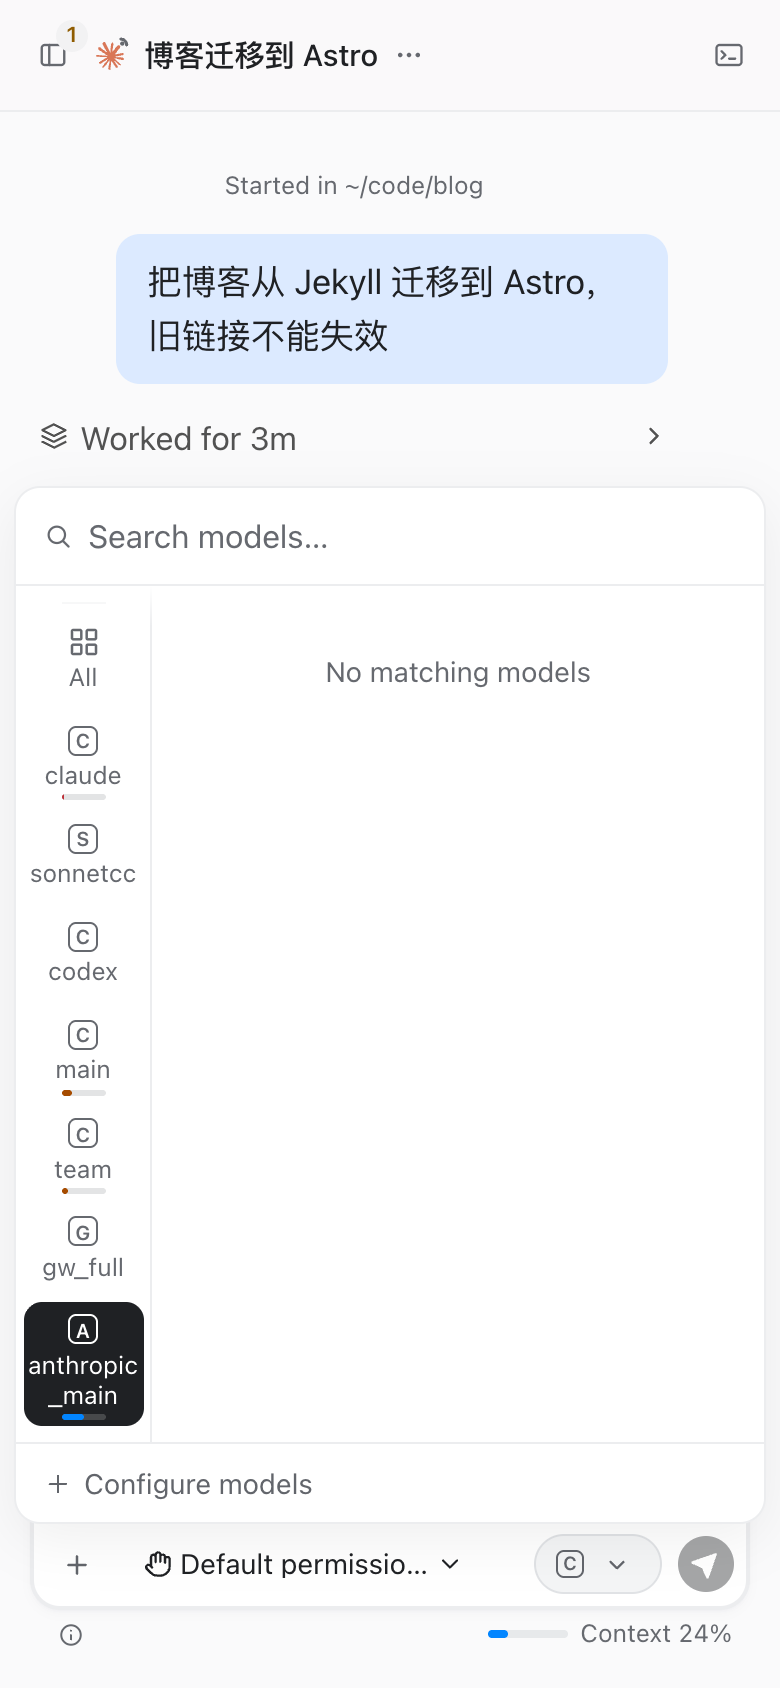 1
博客迁移到 Astro
Started in ~/code/blog
把博客从 Jekyll 迁移到 Astro,
旧链接不能失效
Worked for 3m
Search models...
All
No matching models
C
claude
S
sonnetcc
C
codex
C
main
C
team
G
gw_full
A
anthropic
_main
Configure models
Default permissio...
C
Context 24%